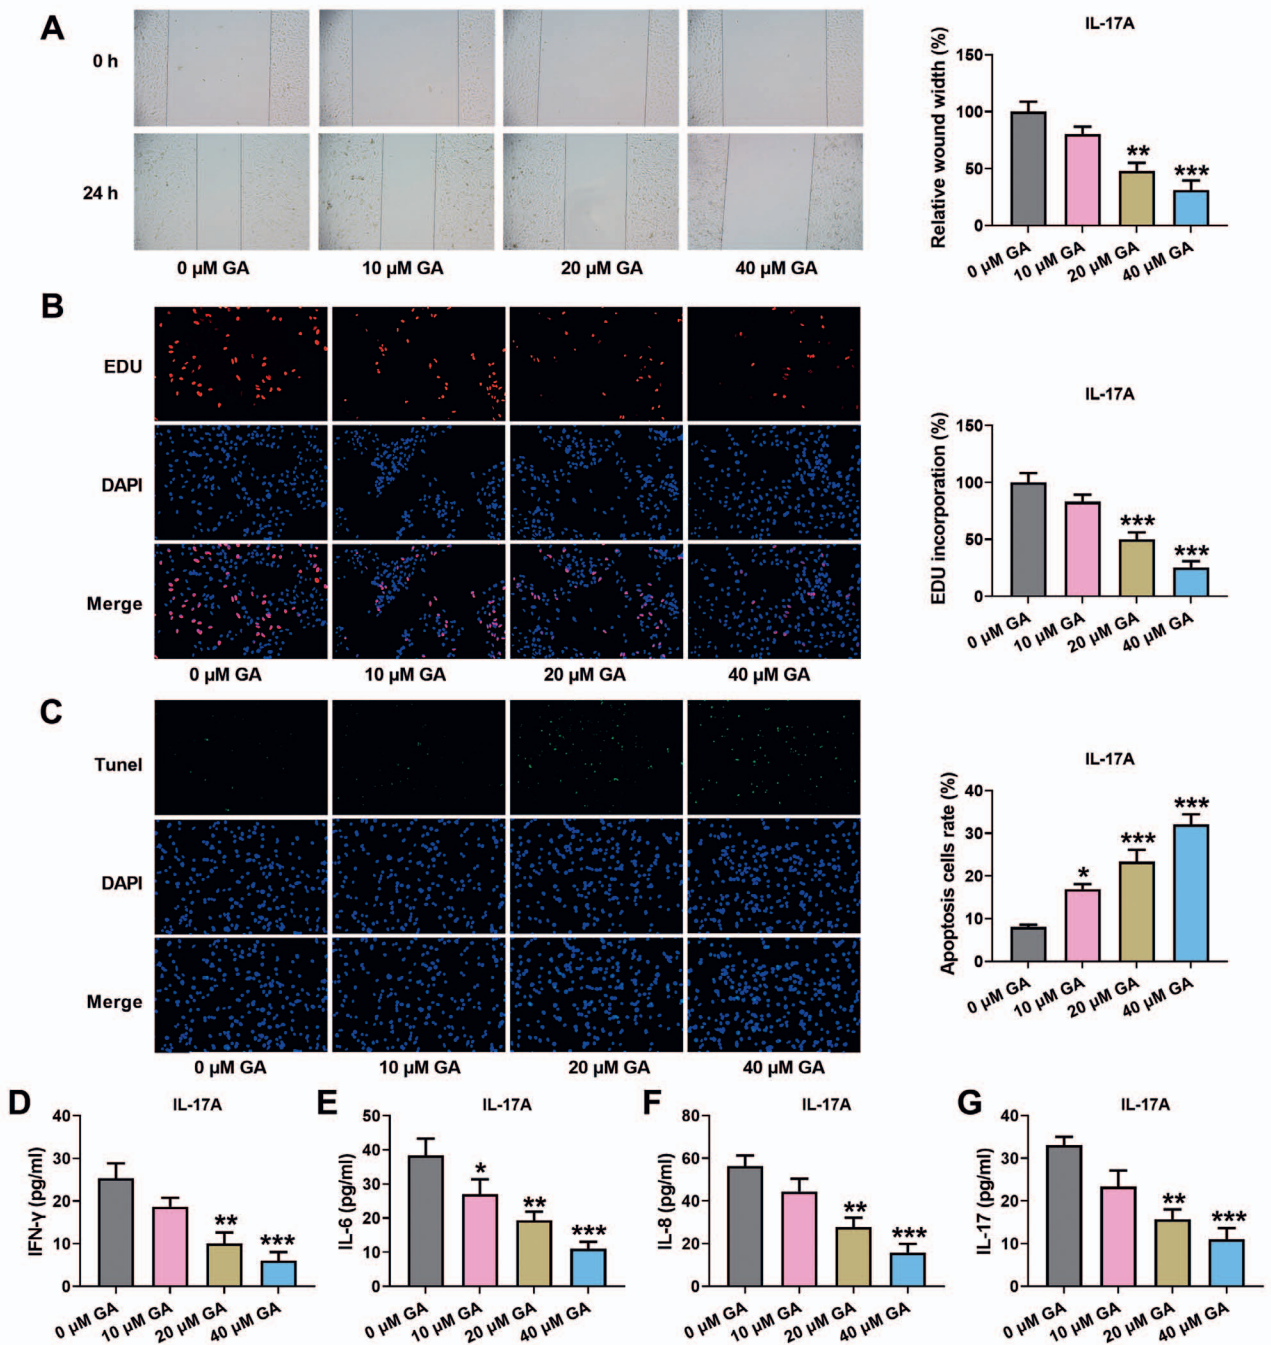 A
0 h
24 h
0 µM GA
10 µM GA
20 µM GA
40 µM GA
IL-17A
Relative wound width (%)
150
100
50
0
**
***
0 µM GA
10 µM GA
20 µM GA
40 µM GA
B
EDU
DAPI
Merge
0 µM GA
10 µM GA
20 µM GA
40 µM GA
IL-17A
EDU incorporation (%)
150
100
50
0
***
***
0 µM GA
10 µM GA
20 µM GA
40 µM GA
C
Tunel
DAPI
Merge
0 µM GA
10 µM GA
20 µM GA
40 µM GA
IL-17A
Apoptosis cells rate (%)
40
30
20
10
0
*
***
***
0 µM GA
10 µM GA
20 µM GA
40 µM GA
D
IL-17A
IFN-γ (pg/ml)
40
30
20
10
0
**
***
0 µM GA
10 µM GA
20 µM GA
40 µM GA
E
IL-17A
IL-6 (pg/ml)
50
40
30
20
10
0
*
**
***
0 µM GA
10 µM GA
20 µM GA
40 µM GA
F
IL-17A
IL-8 (pg/ml)
80
60
40
20
0
**
***
0 µM GA
10 µM GA
20 µM GA
40 µM GA
G
IL-17A
IL-17 (pg/ml)
40
30
20
10
0
**
***
0 µM GA
10 µM GA
20 µM GA
40 µM GA